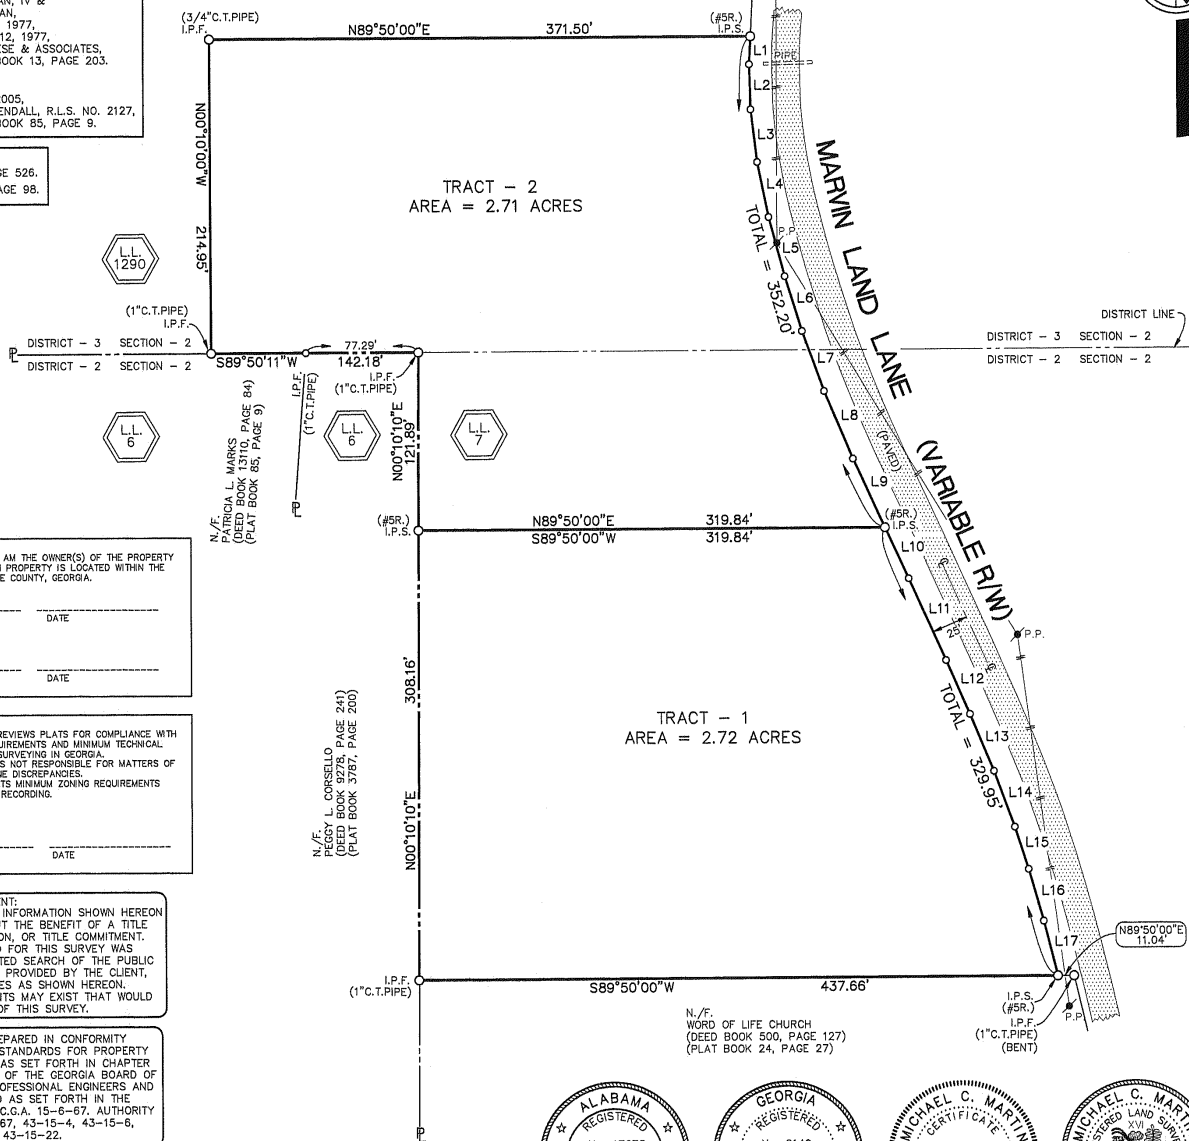 AN, IV &
AN,
1977,
12, 1977,
ESE & ASSOCIATES,
BOOK 13, PAGE 203.
2005,
ENDALL, R.L.S. NO. 2127,
BOOK 85, PAGE 9.
GE 526.
AGE 98.
(3/4"C.T.PIPE)
I.P.F.
N89°50'00"E 371.50'
(#5R.)
I.P.S.
L1
PIPE
L2
L3
L4
L5
P.P.
L6
L7
L8
L9
N00°10'00"W 214.95'
TRACT - 2
AREA = 2.71 ACRES
TOTAL = 352.20'
MARVIN LAND LANE (VARIABLE R/W)
(PAVED)
L.L.
1290
(1"C.T.PIPE)
I.P.F.
DISTRICT - 3 SECTION - 2
DISTRICT - 2 SECTION - 2
77.29'
S89°50'11"W 142.18'
I.P.F.
(1"C.T.PIPE)
I.P.F.
(1"C.T.PIPE)
DISTRICT LINE
DISTRICT - 3 SECTION - 2
DISTRICT - 2 SECTION - 2
L.L.
6
L.L.
6
L.L.
7
N./F.
PATRICIA L. MARKS
(DEED BOOK 13110, PAGE 84)
(PLAT BOOK 85, PAGE 9)
N00°10'10"E
121.89'
(#5R.)
I.P.S.
N89°50'00"E 319.84'
S89°50'00"W 319.84'
(#5R.)
I.P.S.
L10
L11
25'
L12
L13
L14
L15
L16
L17
P.P.
AM THE OWNER(S) OF THE PROPERTY
PROPERTY IS LOCATED WITHIN THE
E COUNTY, GEORGIA.
DATE
DATE
308.16'
N00°10'10"E
TRACT - 1
AREA = 2.72 ACRES
TOTAL = 329.95'
N./F.
PEGGY L. CORSELLO
(DEED BOOK 9278, PAGE 241)
(PLAT BOOK 3787, PAGE 200)
REVIEWS PLATS FOR COMPLIANCE WITH
UIREMENTS AND MINIMUM TECHNICAL
SURVEYING IN GEORGIA.
S NOT RESPONSIBLE FOR MATTERS OF
NE DISCREPANCIES.
TS MINIMUM ZONING REQUIREMENTS
RECORDING.
DATE
NT:
INFORMATION SHOWN HEREON
UT THE BENEFIT OF A TITLE
ON, OR TITLE COMMITMENT.
D FOR THIS SURVEY WAS
TED SEARCH OF THE PUBLIC
PROVIDED BY THE CLIENT,
ES AS SHOWN HEREON.
NTS MAY EXIST THAT WOULD
OF THIS SURVEY.
I.P.F.
(1"C.T.PIPE)
S89°50'00"W 437.66'
N89°50'00"E
11.04'
I.P.S.
(#5R.)
I.P.F.
(1"C.T.PIPE)
(BENT)
P.P.
N./F.
WORD OF LIFE CHURCH
(DEED BOOK 500, PAGE 127)
(PLAT BOOK 24, PAGE 27)
EPARED IN CONFORMITY
STANDARDS FOR PROPERTY
AS SET FORTH IN CHAPTER
OF THE GEORGIA BOARD OF
OFESSIONAL ENGINEERS AND
D AS SET FORTH IN THE
C.G.A. 15-6-67. AUTHORITY
67, 43-15-4, 43-15-6,
43-15-22.
ALABAMA
REGISTERED
GEORGIA
REGISTERED
MICHAEL C. MARTIN
CERTIFICATE
MICHAEL C. MARTI
LAND SURV
XVI